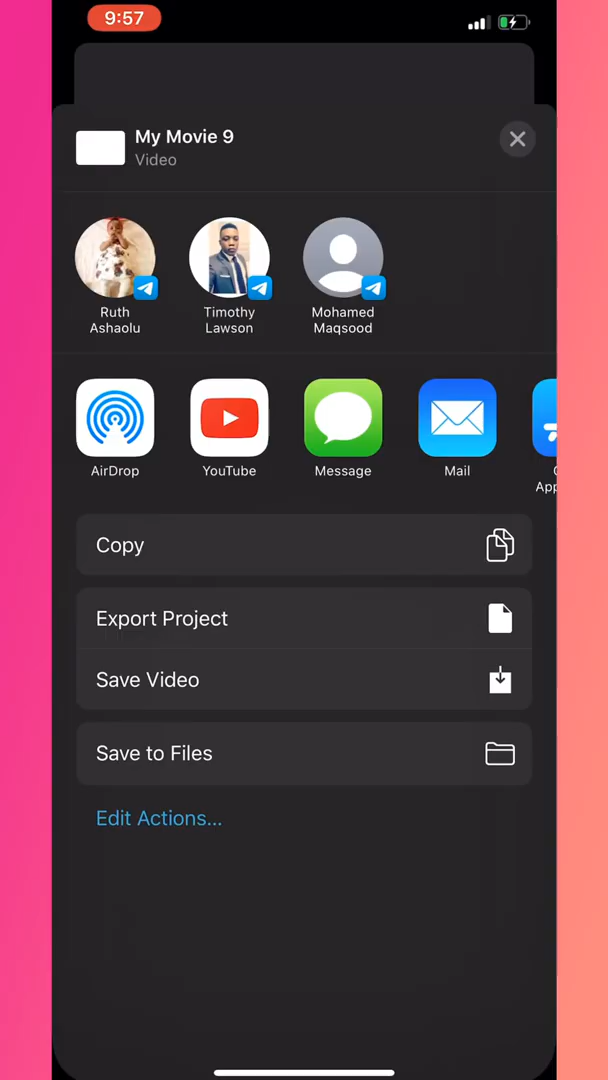 9:57
My Movie 9
Video
Ruth
Ashaolu
Timothy
Lawson
Mohamed
Maqsood
AirDrop
YouTube
Message
Mail
App
Copy
Export Project
Save Video
Save to Files
Edit Actions...